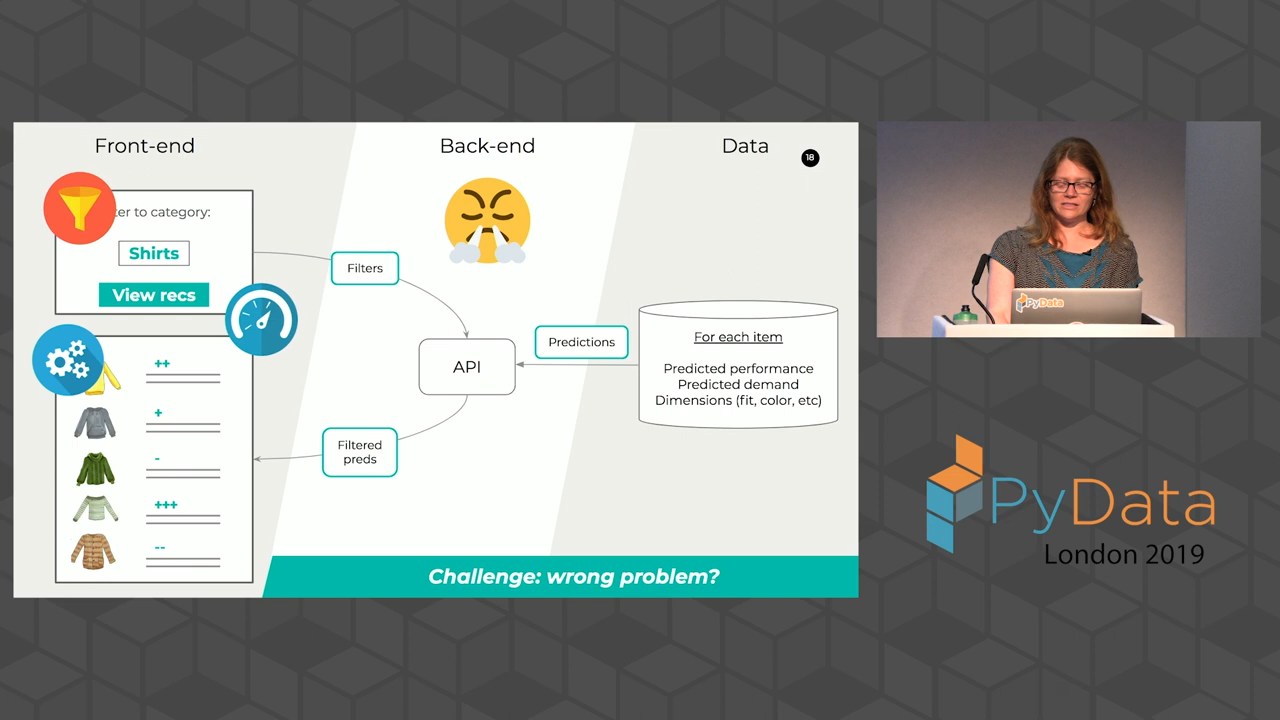 Front-end
Back-end
Data
18
ter to category:
Shirts
View recs
Filters
Predictions
API
For each item
Predicted performance
Predicted demand
Dimensions (fit, color, etc)
Filtered
preds
++
+
-
+++
--
Challenge: wrong problem?
PyData
PyData
London 2019